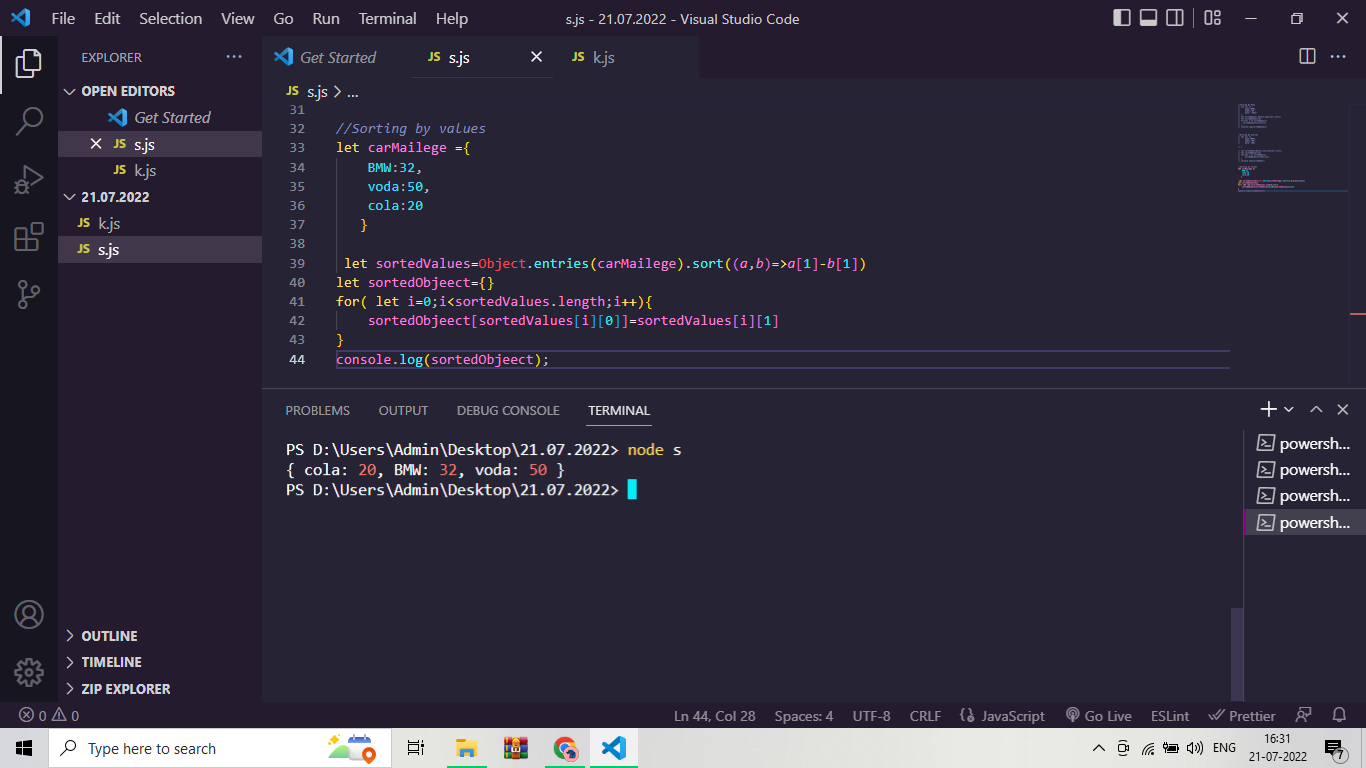 File Edit Selection View Go Run Terminal Help s.js - 21.07.2022 - Visual Studio Code
EXPLORER
OPEN EDITORS
Get Started
JS s.js
JS k.js
21.07.2022
JS k.js
JS s.js
OUTLINE
TIMELINE
ZIP EXPLORER
Get Started JS s.js JS k.js
JS s.js > ...
31
32 //Sorting by values
33 let carMailege ={
34 BMW:32,
35 voda:50,
36 cola:20
37 }
38
39 let sortedValues=Object.entries(carMailege).sort((a,b)=>a[1]-b[1])
40 let sortedObjeect={}
41 for( let i=0;i<sortedValues.length;i++){
42 sortedObjeect[sortedValues[i][0]]=sortedValues[i][1]
43 }
44 console.log(sortedObjeect);
PROBLEMS OUTPUT DEBUG CONSOLE TERMINAL
PS D:\Users\Admin\Desktop\21.07.2022> node s
{ cola: 20, BMW: 32, voda: 50 }
PS D:\Users\Admin\Desktop\21.07.2022>
powersh...
powersh...
powersh...
powersh...
0 0 Ln 44, Col 28 Spaces: 4 UTF-8 CRLF {} JavaScript Go Live ESLint Prettier
Type here to search ENG 16:31
21-07-2022 7